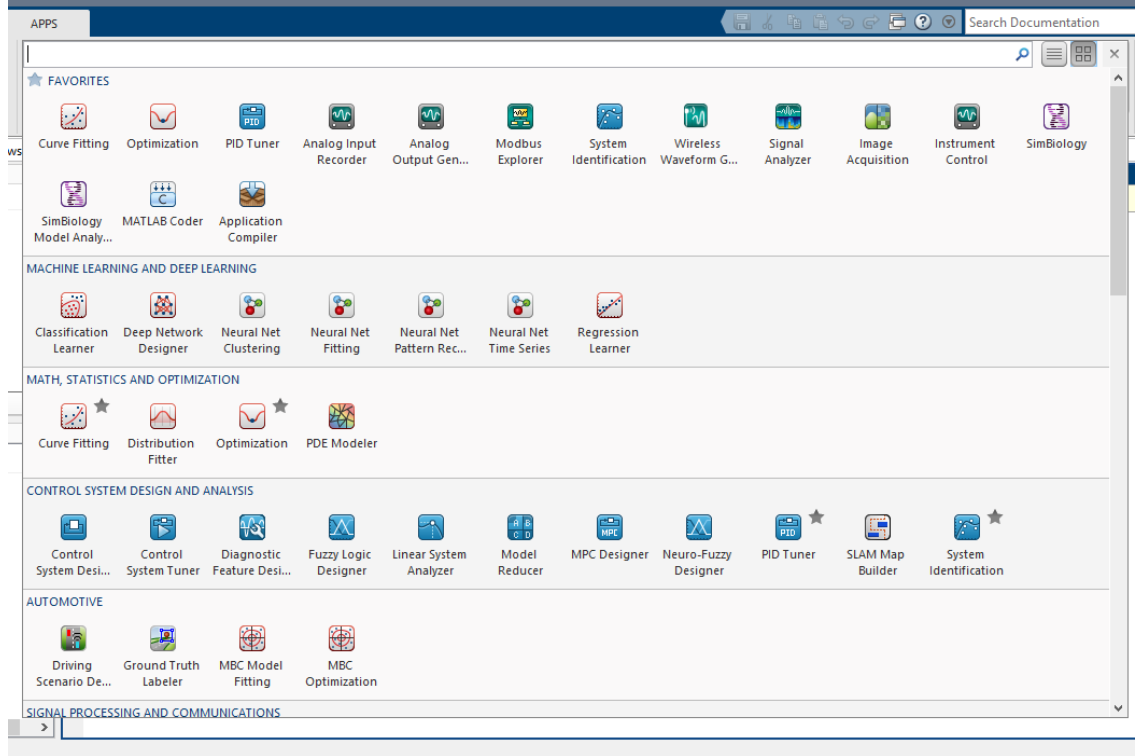 APPS
Search Documentation
FAVORITES
Curve Fitting
Optimization
PID Tuner
Analog Input
Recorder
Analog
Output Gen...
Modbus
Explorer
System
Identification
Wireless
Waveform G...
Signal
Analyzer
Image
Acquisition
Instrument
Control
SimBiology
SimBiology
Model Analy...
MATLAB Coder
Application
Compiler
MACHINE LEARNING AND DEEP LEARNING
Classification
Learner
Deep Network
Designer
Neural Net
Clustering
Neural Net
Fitting
Neural Net
Pattern Rec...
Neural Net
Time Series
Regression
Learner
MATH, STATISTICS AND OPTIMIZATION
Curve Fitting
Distribution
Fitter
Optimization
PDE Modeler
CONTROL SYSTEM DESIGN AND ANALYSIS
Control
System Desi...
Control
System Tuner
Diagnostic
Feature Desi...
Fuzzy Logic
Designer
Linear System
Analyzer
Model
Reducer
MPC Designer
Neuro-Fuzzy
Designer
PID Tuner
SLAM Map
Builder
System
Identification
AUTOMOTIVE
Driving
Scenario De...
Ground Truth
Labeler
MBC Model
Fitting
MBC
Optimization
SIGNAL PROCESSING AND COMMUNICATIONS